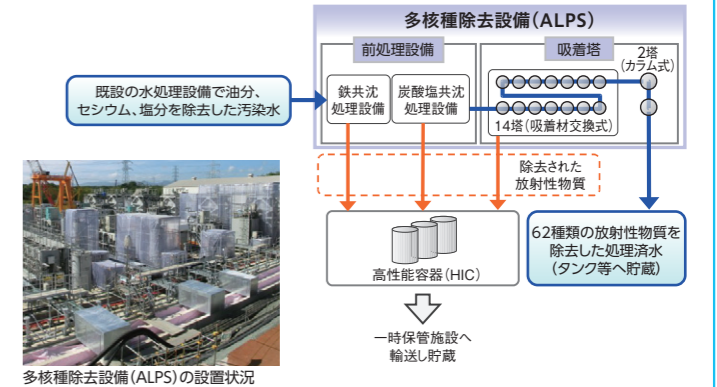 多核種除去設備(ALPS)
前処理設備
吸着塔
2塔
(カラム式)
既設の水処理設備で油分、
セシウム、塩分を除去した汚染水
鉄共沈
処理設備
炭酸塩共沈
処理設備
14塔(吸着材交換式)
除去された
放射性物質
高性能容器(HIC)
62種類の放射性物質を
除去した処理済水
(タンク等へ貯蔵)
一時保管施設へ
輸送し貯蔵
多核種除去設備(ALPS)の設置状況